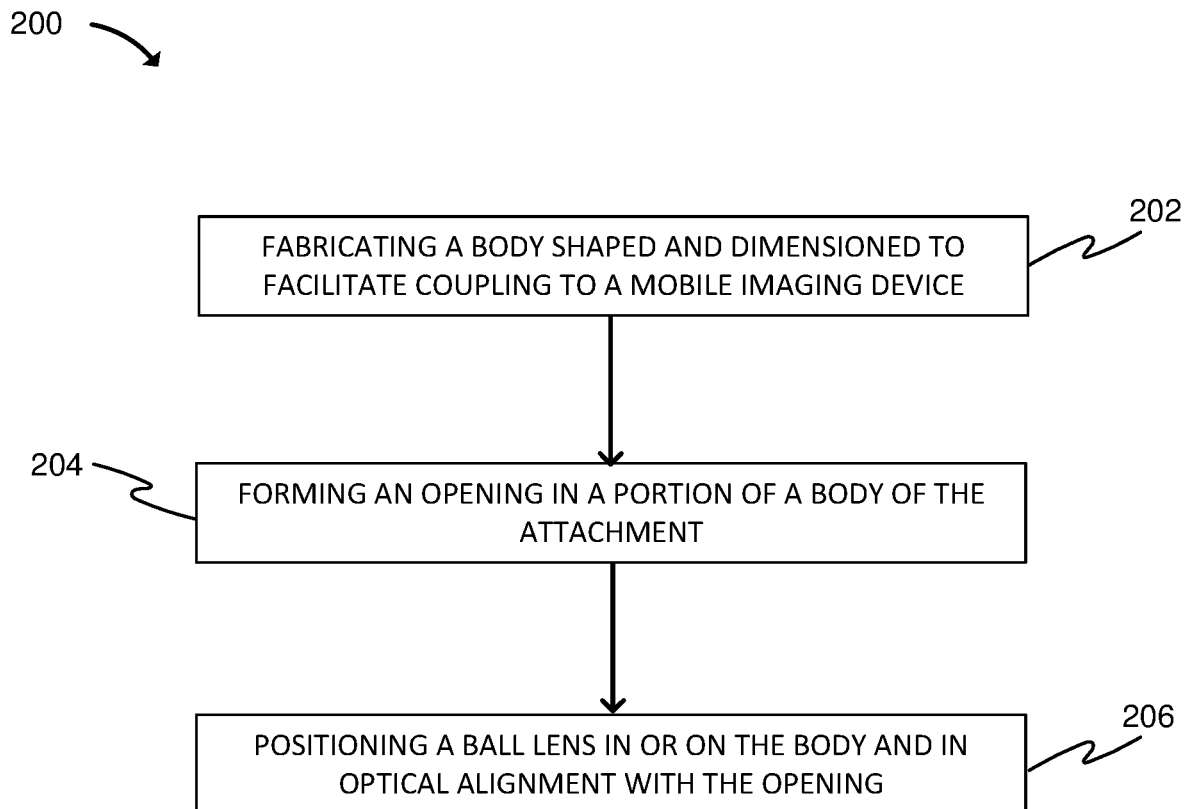 200
202
FABRICATING A BODY SHAPED AND DIMENSIONED TO
FACILITATE COUPLING TO A MOBILE IMAGING DEVICE
204
FORMING AN OPENING IN A PORTION OF A BODY OF THE
ATTACHMENT
206
POSITIONING A BALL LENS IN OR ON THE BODY AND IN
OPTICAL ALIGNMENT WITH THE OPENING